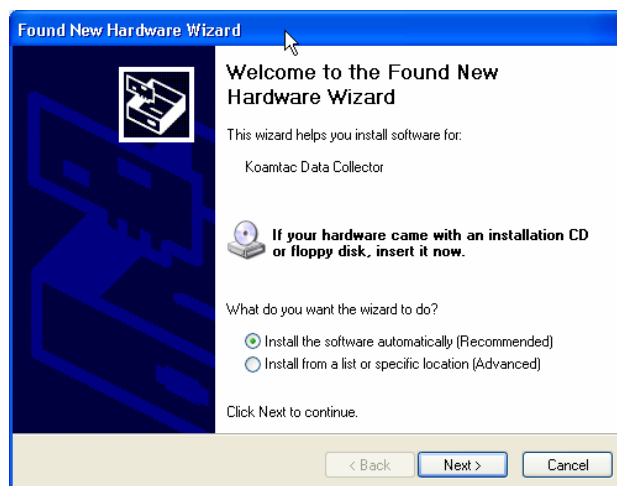 Found New Hardware Wizard
Welcome to the Found New
Hardware Wizard
This wizard helps you install software for:
Koamtac Data Collector
If your hardware came with an installation CD
or floppy disk, insert it now.
What do you want the wizard to do?
Install the software automatically (Recommended)
Install from a list or specific location (Advanced)
Click Next to continue.
< Back Next > Cancel